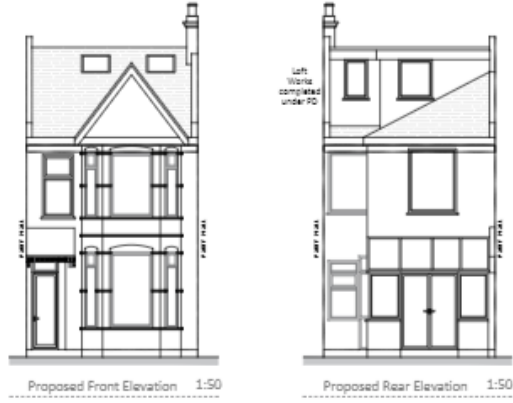 Loft
Works
completed
under PD
Proposed Front Elevation 1:50
Proposed Rear Elevation 1:50